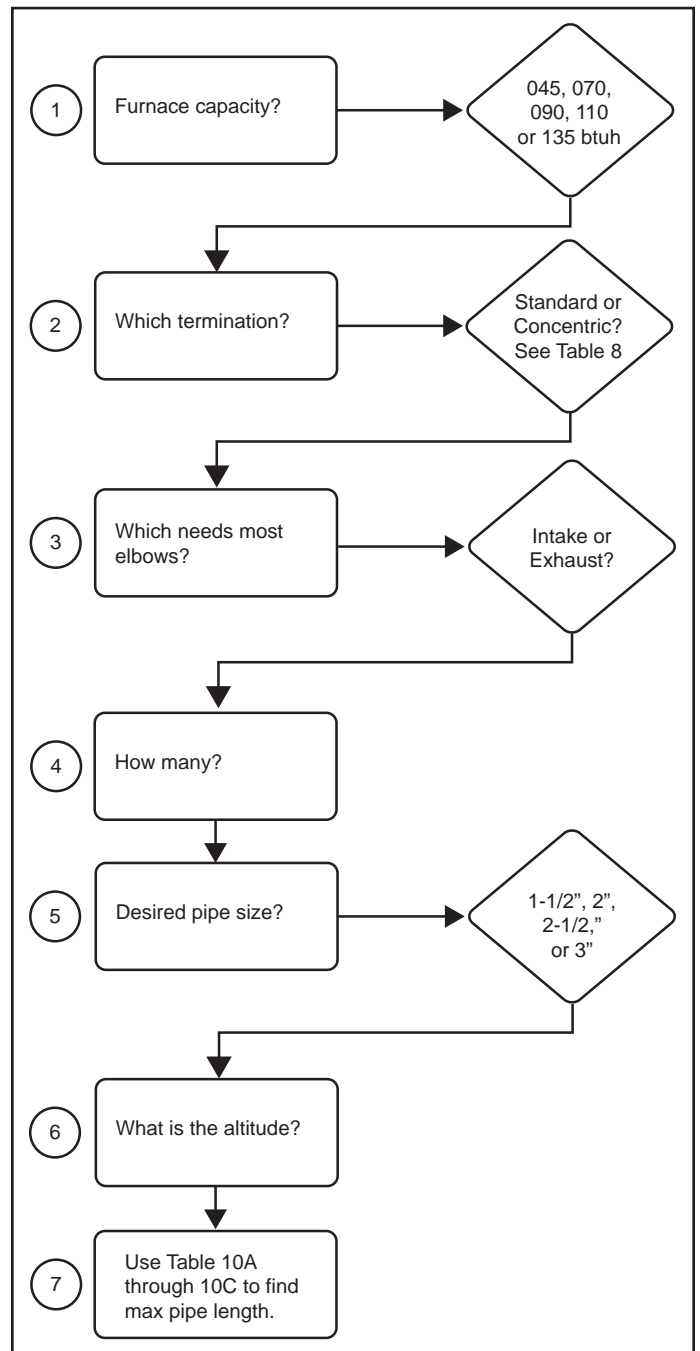 1
Furnace capacity?
045, 070,
090, 110
or 135 btuh
2
Which termination?
Standard or
Concentric?
See Table 8
3
Which needs most
elbows?
Intake or
Exhaust?
4
How many?
5
Desired pipe size?
1-1/2”, 2”,
2-1/2,”
or 3”
6
What is the altitude?
7
Use Table 10A
through 10C to find
max pipe length.